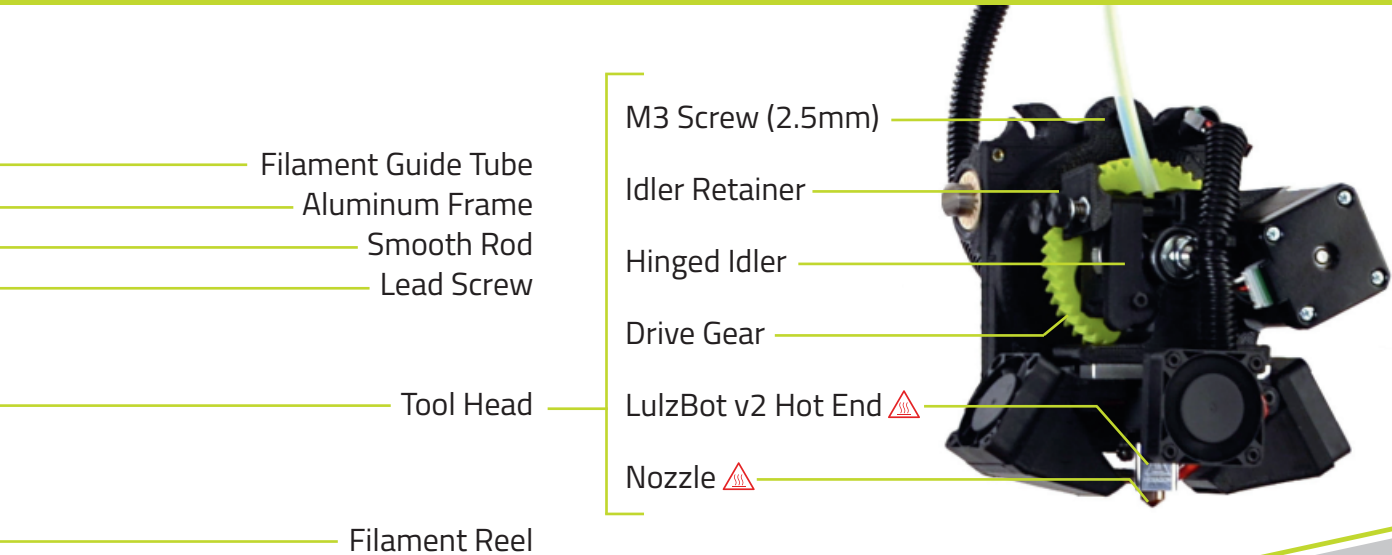 Filament Guide Tube
Aluminum Frame
Smooth Rod
Lead Screw
Tool Head
Filament Reel
M3 Screw (2.5mm)
Idler Retainer
Hinged Idler
Drive Gear
LulzBot v2 Hot End
Nozzle